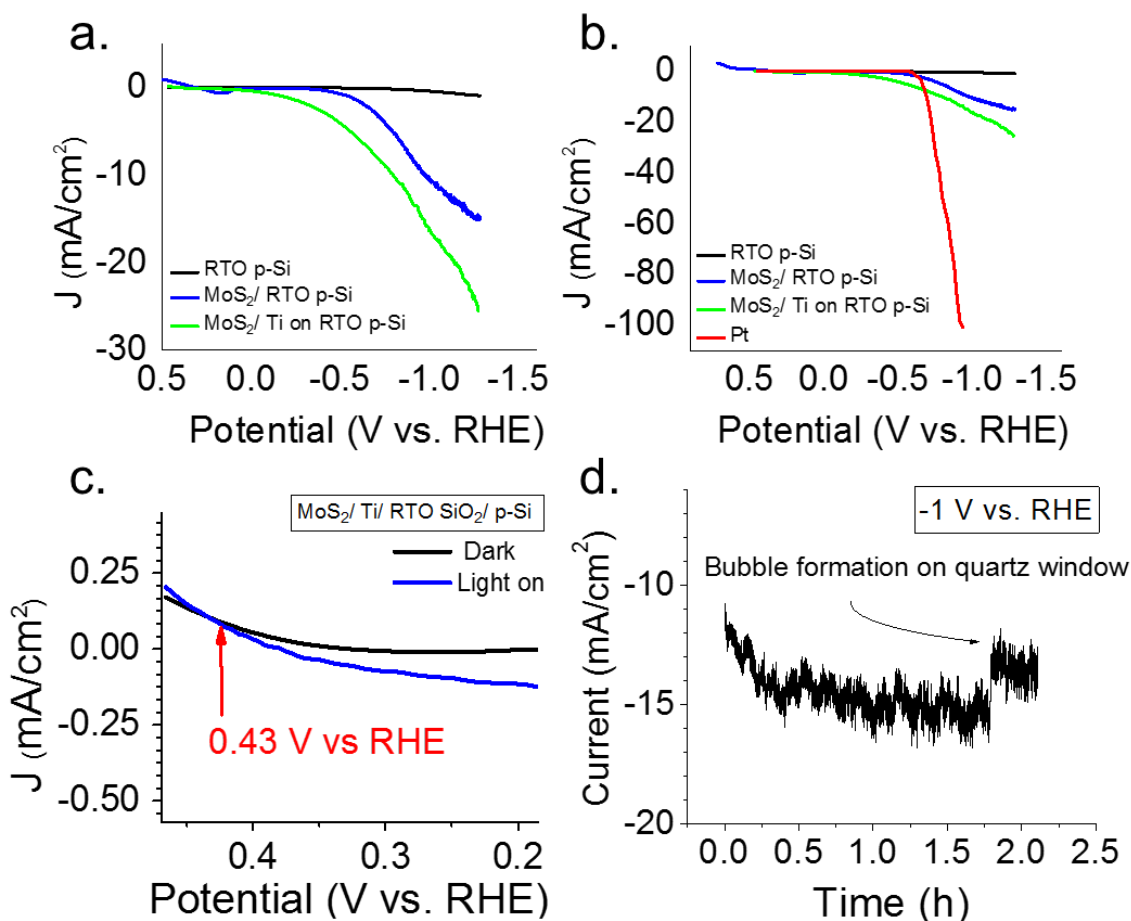 a.
0
-10
-20
-30
J (mA/cm²)
RTO p-Si
MoS₂/ RTO p-Si
MoS₂/ Ti on RTO p-Si
0.5 0.0 -0.5 -1.0 -1.5
Potential (V vs. RHE)
b.
0
-20
-40
-60
-80
-100
J (mA/cm²)
RTO p-Si
MoS₂/ RTO p-Si
MoS₂/ Ti on RTO p-Si
Pt
0.5 0.0 -0.5 -1.0 -1.5
Potential (V vs. RHE)
c.
MoS₂/ Ti/ RTO SiO₂/ p-Si
Dark
Light on
0.25
0.00
-0.25
-0.50
J (mA/cm²)
0.43 V vs RHE
0.4 0.3 0.2
Potential (V vs. RHE)
d.
-1 V vs. RHE
Bubble formation on quartz window
-5
-10
-15
-20
Current (mA/cm²)
0.0 0.5 1.0 1.5 2.0 2.5
Time (h)